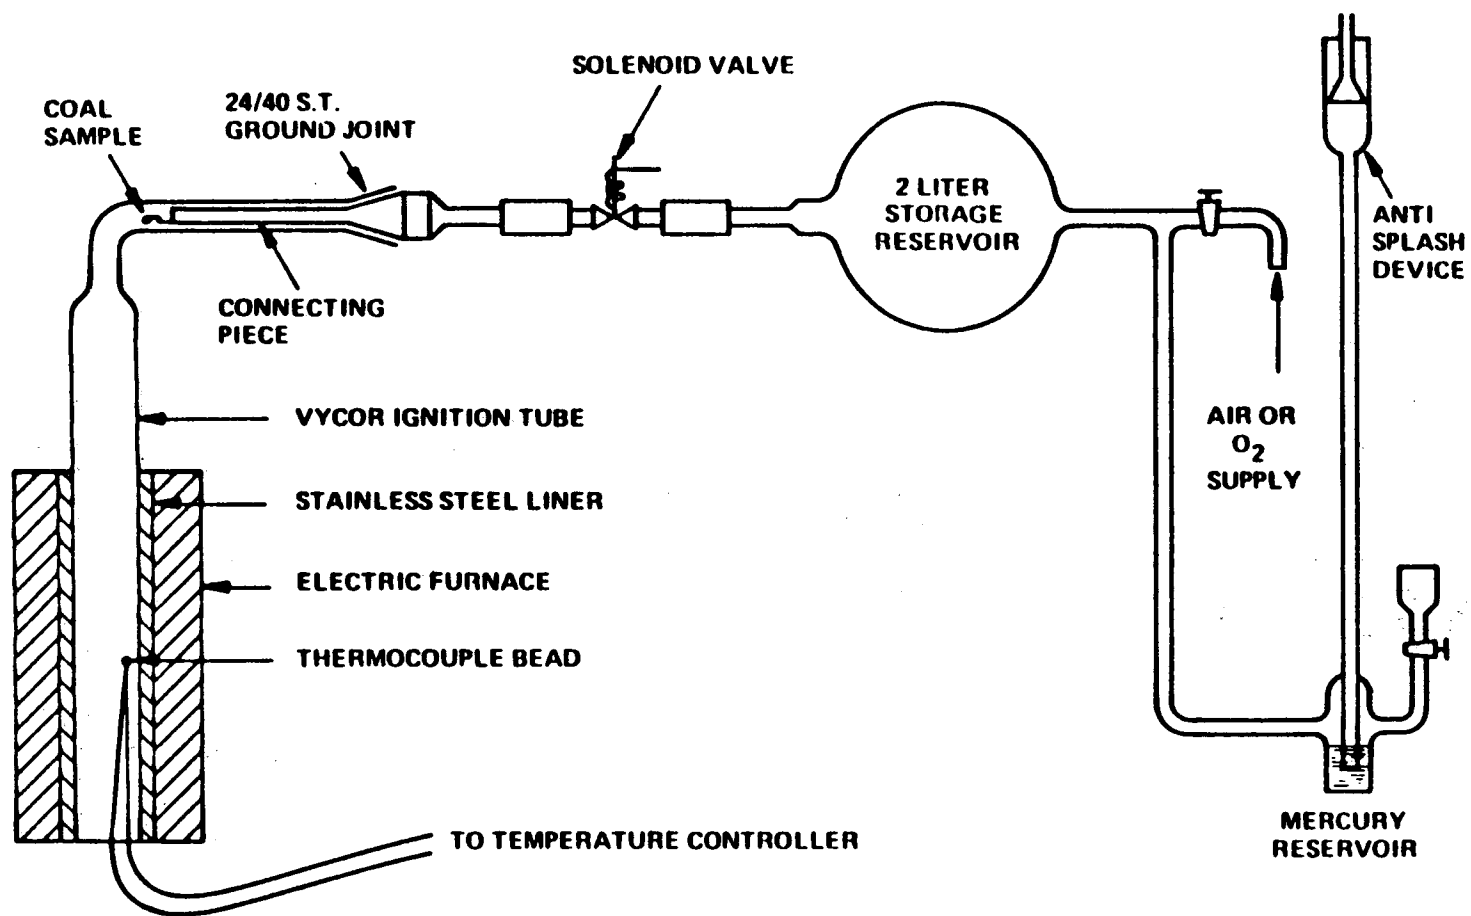 SOLENOID VALVE
COAL
SAMPLE
24/40 S.T.
GROUND JOINT
2 LITER
STORAGE
RESERVOIR
ANTI
SPLASH
DEVICE
CONNECTING
PIECE
VYCOR IGNITION TUBE
AIR OR
O2
SUPPLY
STAINLESS STEEL LINER
ELECTRIC FURNACE
THERMOCOUPLE BEAD
TO TEMPERATURE CONTROLLER
MERCURY
RESERVOIR